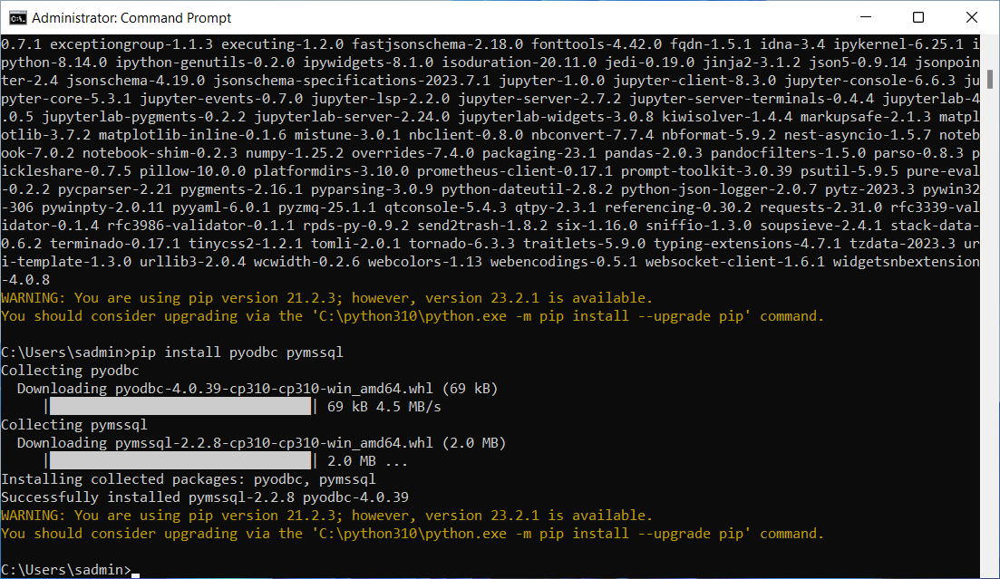 Administrator: Command Prompt
0.7.1 exceptiongroup-1.1.3 executing-1.2.0 fastjsonschema-2.18.0 fonttools-4.42.0 fqdn-1.5.1 idna-3.4 ipykernel-6.25.1 i
python-8.14.0 ipython-genutils-0.2.0 ipywidgets-8.1.0 isoduration-20.11.0 jedi-0.19.0 jinja2-3.1.2 json5-0.9.14 jsonpoin
ter-2.4 jsonschema-4.19.0 jsonschema-specifications-2023.7.1 jupyter-1.0.0 jupyter-client-8.3.0 jupyter-console-6.6.3 ju
pyter-core-5.3.1 jupyter-events-0.7.0 jupyter-lsp-2.2.0 jupyter-server-2.7.2 jupyter-server-terminals-0.4.4 jupyterlab-4
.0.5 jupyterlab-pygments-0.2.2 jupyterlab-server-2.24.0 jupyterlab-widgets-3.0.8 kiwisolver-1.4.4 markupsafe-2.1.3 matpl
otlib-3.7.2 matplotlib-inline-0.1.6 mistune-3.0.1 nbclient-0.8.0 nbconvert-7.7.4 nbformat-5.9.2 nest-asyncio-1.5.7 noteb
ook-7.0.2 notebook-shim-0.2.3 numpy-1.25.2 overrides-7.4.0 packaging-23.1 pandas-2.0.3 pandocfilters-1.5.0 parso-0.8.3 p
ickleshare-0.7.5 pillow-10.0.0 platformdirs-3.10.0 prometheus-client-0.17.1 prompt-toolkit-3.0.39 psutil-5.9.5 pure-eval
-0.2.2 pycparser-2.21 pygments-2.16.1 pyparsing-3.0.9 python-dateutil-2.8.2 python-json-logger-2.0.7 pytz-2023.3 pywin32
-306 pywinpty-2.0.11 pyyaml-6.0.1 pyzmq-25.1.1 qtconsole-5.4.3 qtpy-2.3.1 referencing-0.30.2 requests-2.31.0 rfc3339-val
idator-0.1.4 rfc3986-validator-0.1.1 rpds-py-0.9.2 send2trash-1.8.2 six-1.16.0 sniffio-1.3.0 soupsieve-2.4.1 stack-data-
0.6.2 terminado-0.17.1 tinycss2-1.2.1 tomli-2.0.1 tornado-6.3.3 traitlets-5.9.0 typing-extensions-4.7.1 tzdata-2023.3 ur
i-template-1.3.0 urllib3-2.0.4 wcwidth-0.2.6 webcolors-1.13 webencodings-0.5.1 websocket-client-1.6.1 widgetsnbextension
-4.0.8
WARNING: You are using pip version 21.2.3; however, version 23.2.1 is available.
You should consider upgrading via the 'C:\python310\python.exe -m pip install --upgrade pip' command.
C:\Users\sadmin>pip install pyodbc pymssql
Collecting pyodbc
Downloading pyodbc-4.0.39-cp310-cp310-win_amd64.whl (69 kB)
| | 69 kB 4.5 MB/s
Collecting pymssql
Downloading pymssql-2.2.8-cp310-cp310-win_amd64.whl (2.0 MB)
| | 2.0 MB ...
Installing collected packages: pyodbc, pymssql
Successfully installed pymssql-2.2.8 pyodbc-4.0.39
WARNING: You are using pip version 21.2.3; however, version 23.2.1 is available.
You should consider upgrading via the 'C:\python310\python.exe -m pip install --upgrade pip' command.
C:\Users\sadmin>